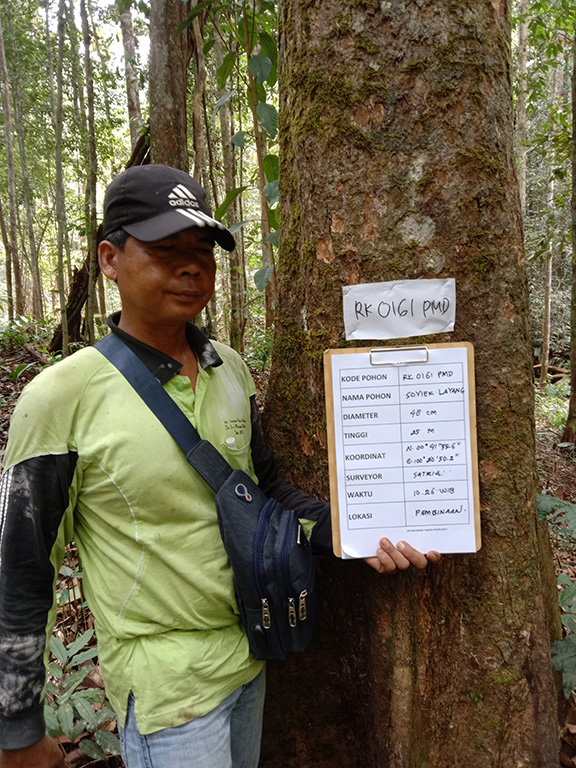 adidas
RK 0161 PMD
KODE POHON RK 0161 PMD
NAMA POHON SOYIEK LAYANG
DIAMETER 48 CM
TINGGI 25 M
KOORDINAT N. 00° 41' 55.6"
E. 100° 20' 50.2"
SURVEYOR SATRIA.
WAKTU 10.26 WIB
LOKASI PEMBINAAN.